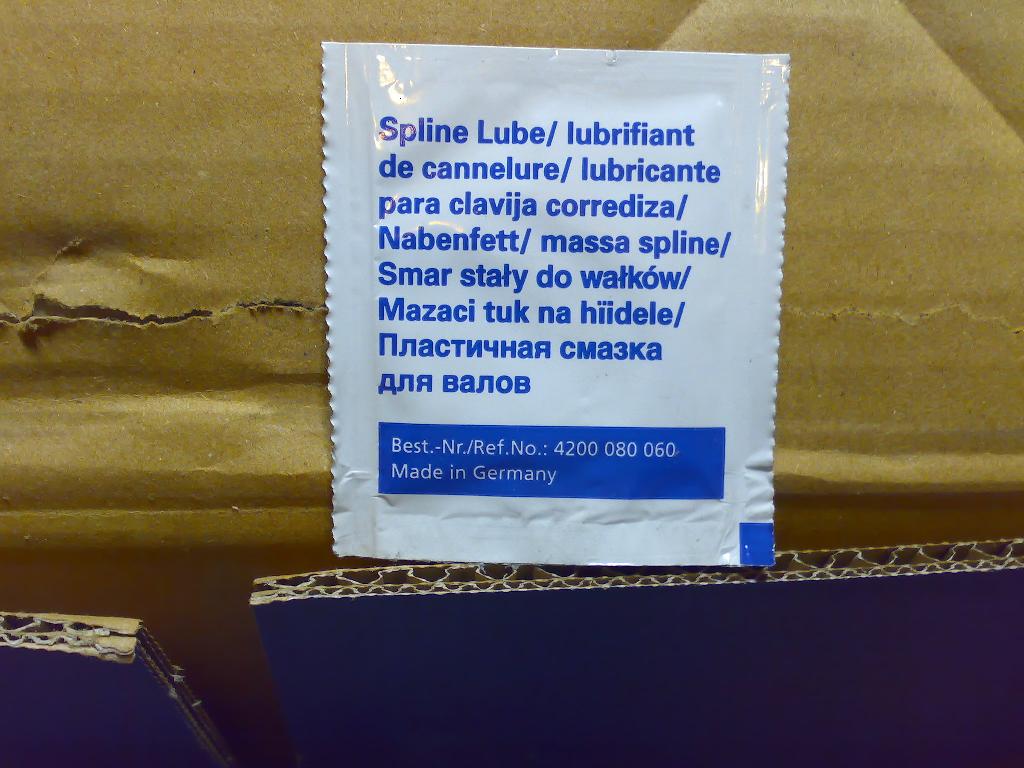 Spline Lube/ lubrifiant
de cannelure/ lubricante
para clavija corrediza/
Nabenfett/ massa spline/
Smar stały do wałków/
Mazaci tuk na hïidele/
Пластичная смазка
для валов
Best.-Nr./Ref.No.: 4200 080 060
Made in Germany